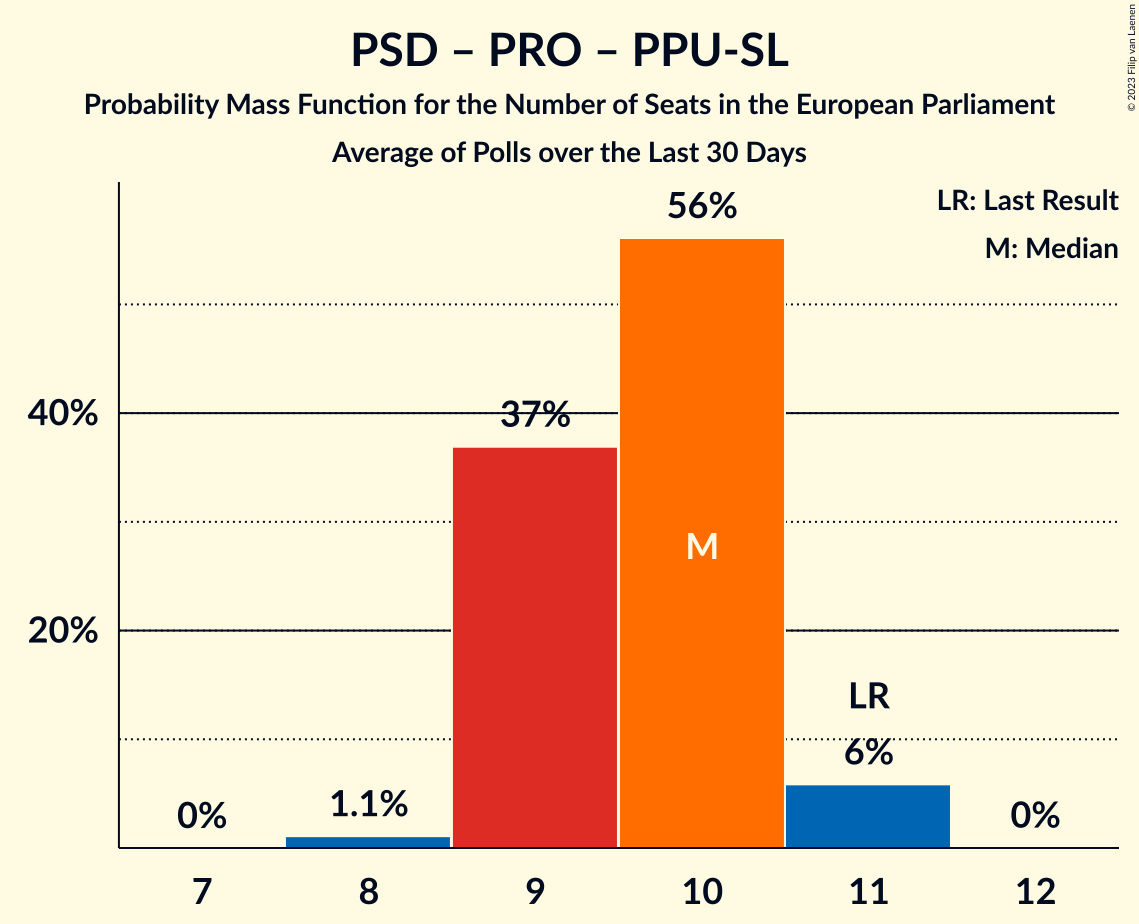 PSD – PRO – PPU-SL
Probability Mass Function for the Number of Seats in the European Parliament
Average of Polls over the Last 30 Days
© 2023 Filip van Laenen
LR: Last Result
M: Median
56%
40%
37%
M
20%
LR
6%
1.1%
0%
0%
7 8 9 10 11 12